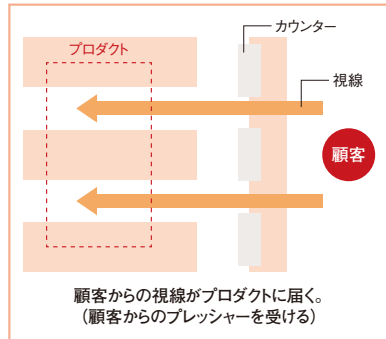 カウンター
プロダクト
視線
顧客
顧客からの視線がプロダクトに届く。
（顧客からのプレッシャーを受ける）